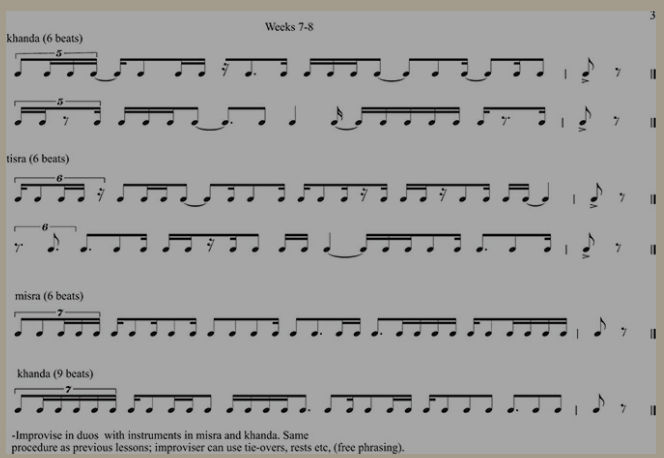 3
Weeks 7-8
khanda (6 beats)
5
5
tisra (6 beats)
6
6
misra (6 beats)
7
khanda (9 beats)
7
-Improvise in duos with instruments in misra and khanda. Same
procedure as previous lessons; improviser can use tie-overs, rests etc, (free phrasing).